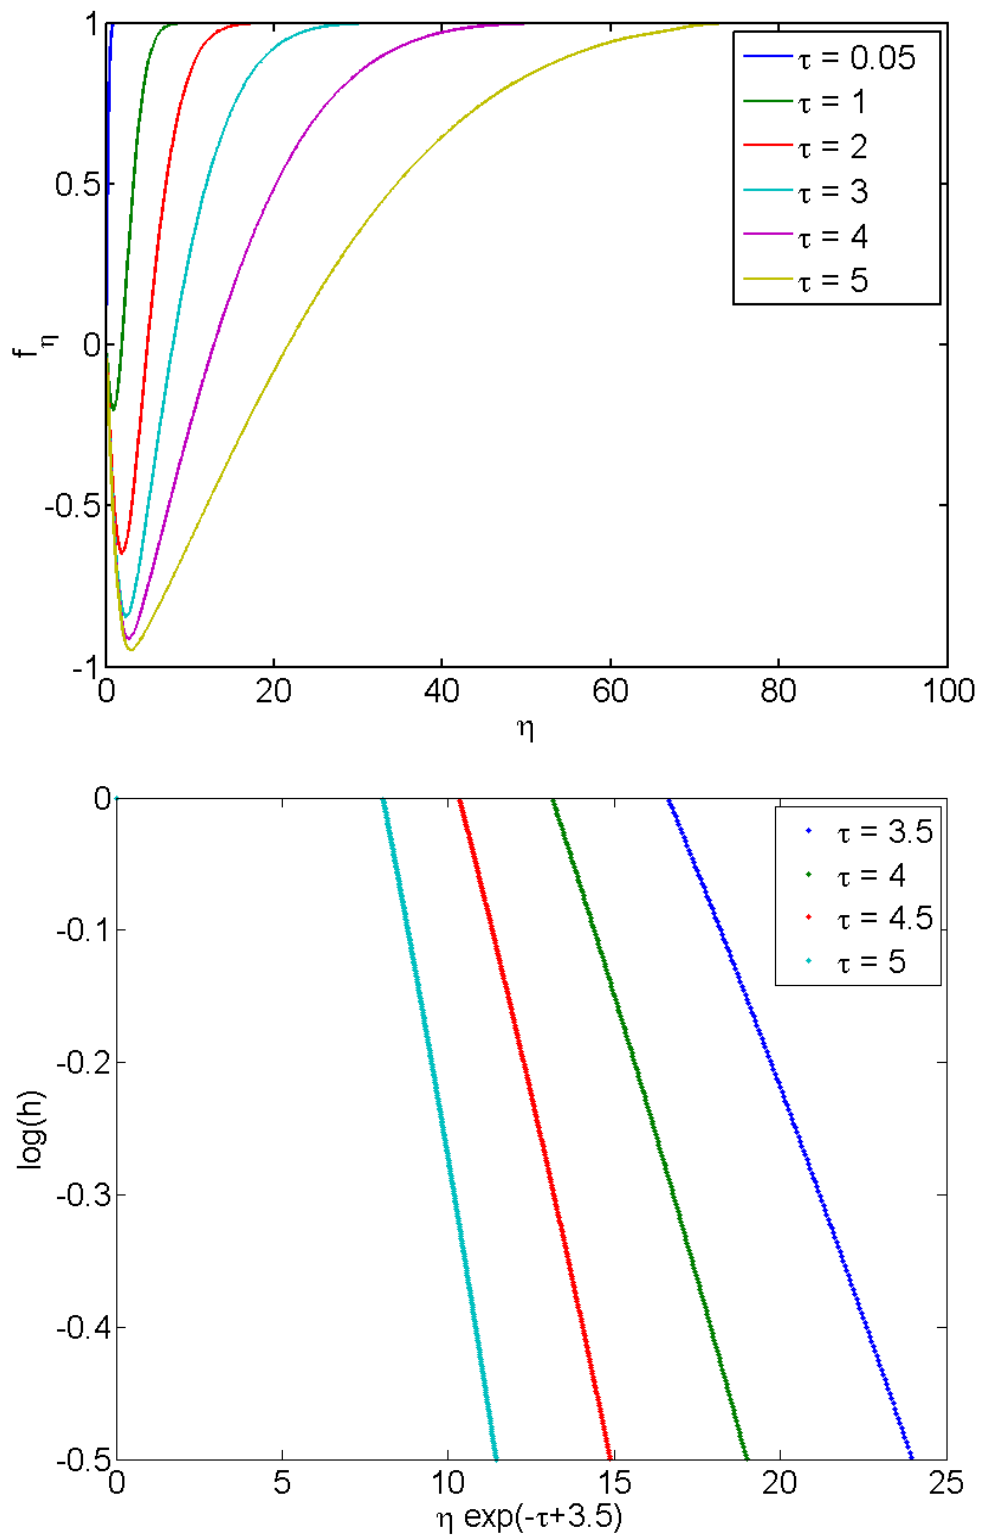 1
0.5
0
-0.5
-1
f_η
0 20 40 60 80 100
η
τ = 0.05
τ = 1
τ = 2
τ = 3
τ = 4
τ = 5
0
-0.1
-0.2
-0.3
-0.4
-0.5
log(h)
0 5 10 15 20 25
η exp(-τ+3.5)
τ = 3.5
τ = 4
τ = 4.5
τ = 5